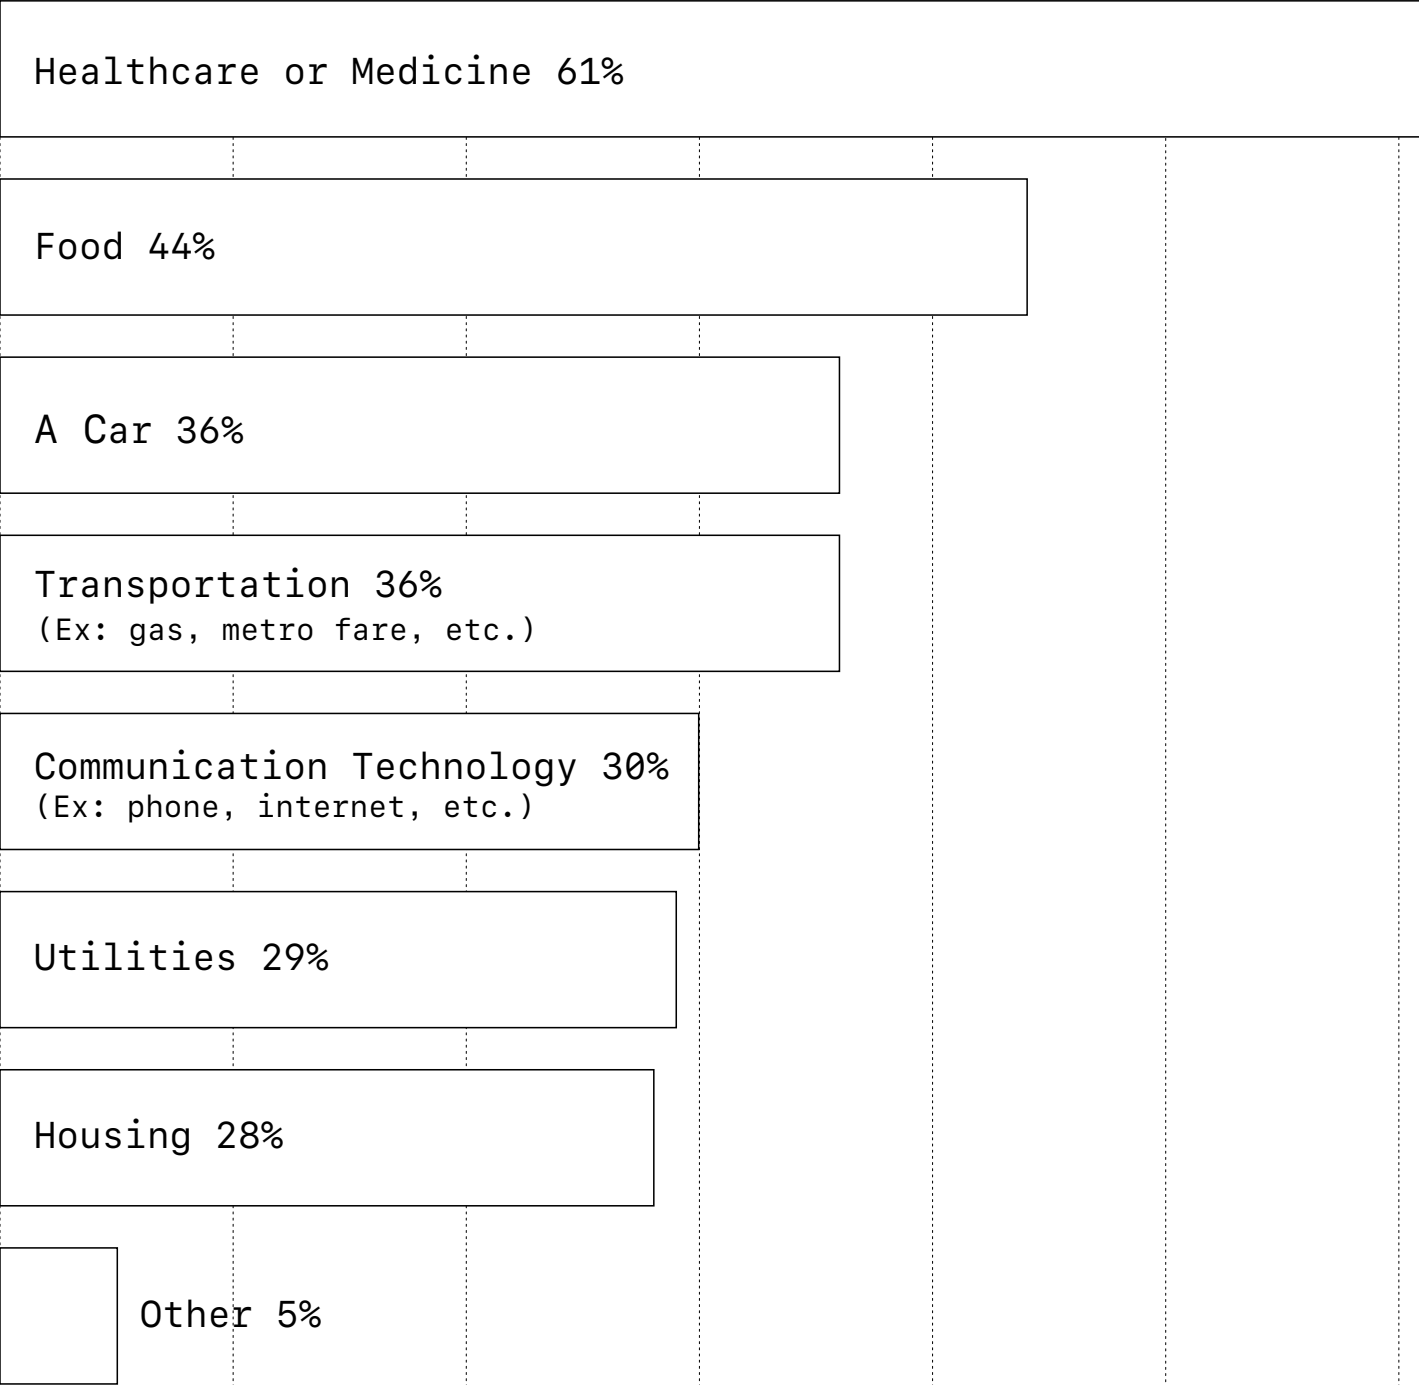 Healthcare or Medicine 61%
Food 44%
A Car 36%
Transportation 36%
(Ex: gas, metro fare, etc.)
Communication Technology 30%
(Ex: phone, internet, etc.)
Utilities 29%
Housing 28%
Other 5%